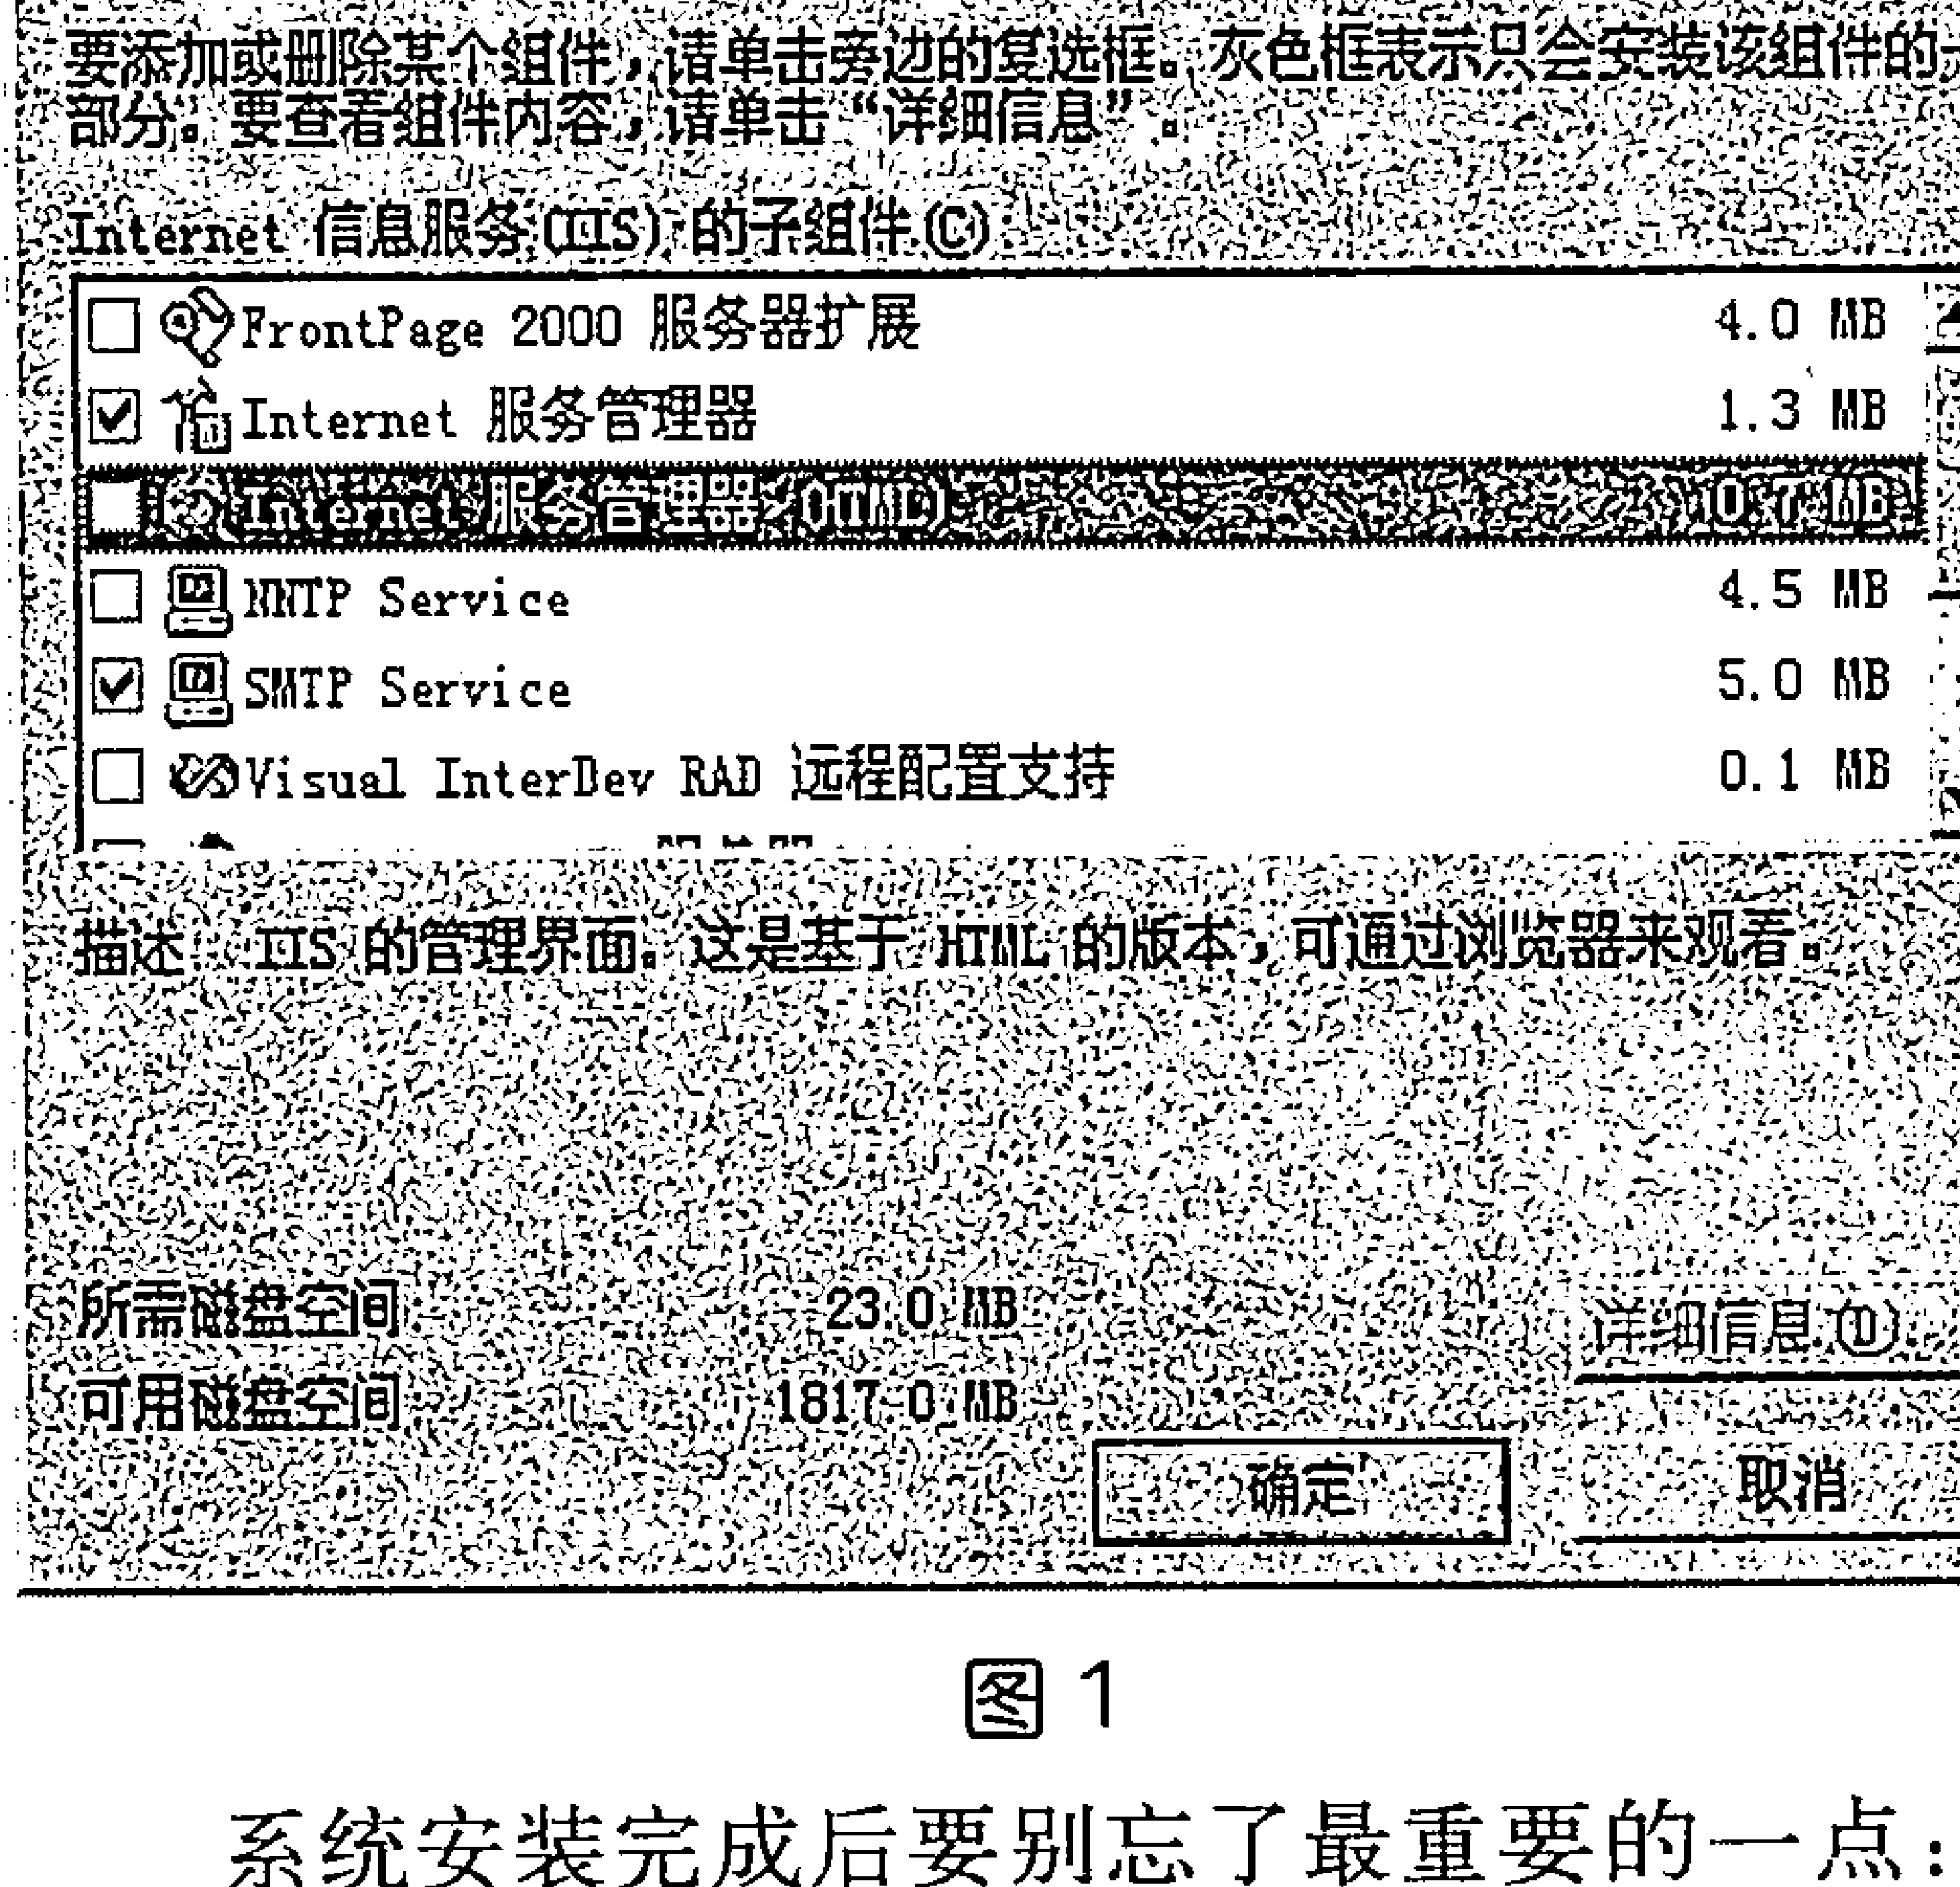 要添加或删除某个组件，请单击旁边的复选框。灰色框表示只会安装该组件的
部分。要查看组件内容，请单击“详细信息”。
Internet 信息服务(IIS) 的子组件(C)
FrontPage 2000 服务器扩展 4.0 MB
Internet 服务管理器 1.3 MB
Internet 服务管理器 (HTML) 0.7 MB
NNTP Service 4.5 MB
SMTP Service 5.0 MB
Visual InterDev RAD 远程配置支持 0.1 MB
描述: IIS 的管理界面。这是基于 HTML 的版本，可通过浏览器来观看。
所需磁盘空间: 23.0 MB
详细信息(D)
可用磁盘空间: 1817.0 MB
确定
取消
图 1
系统安装完成后要别忘了最重要的一点：